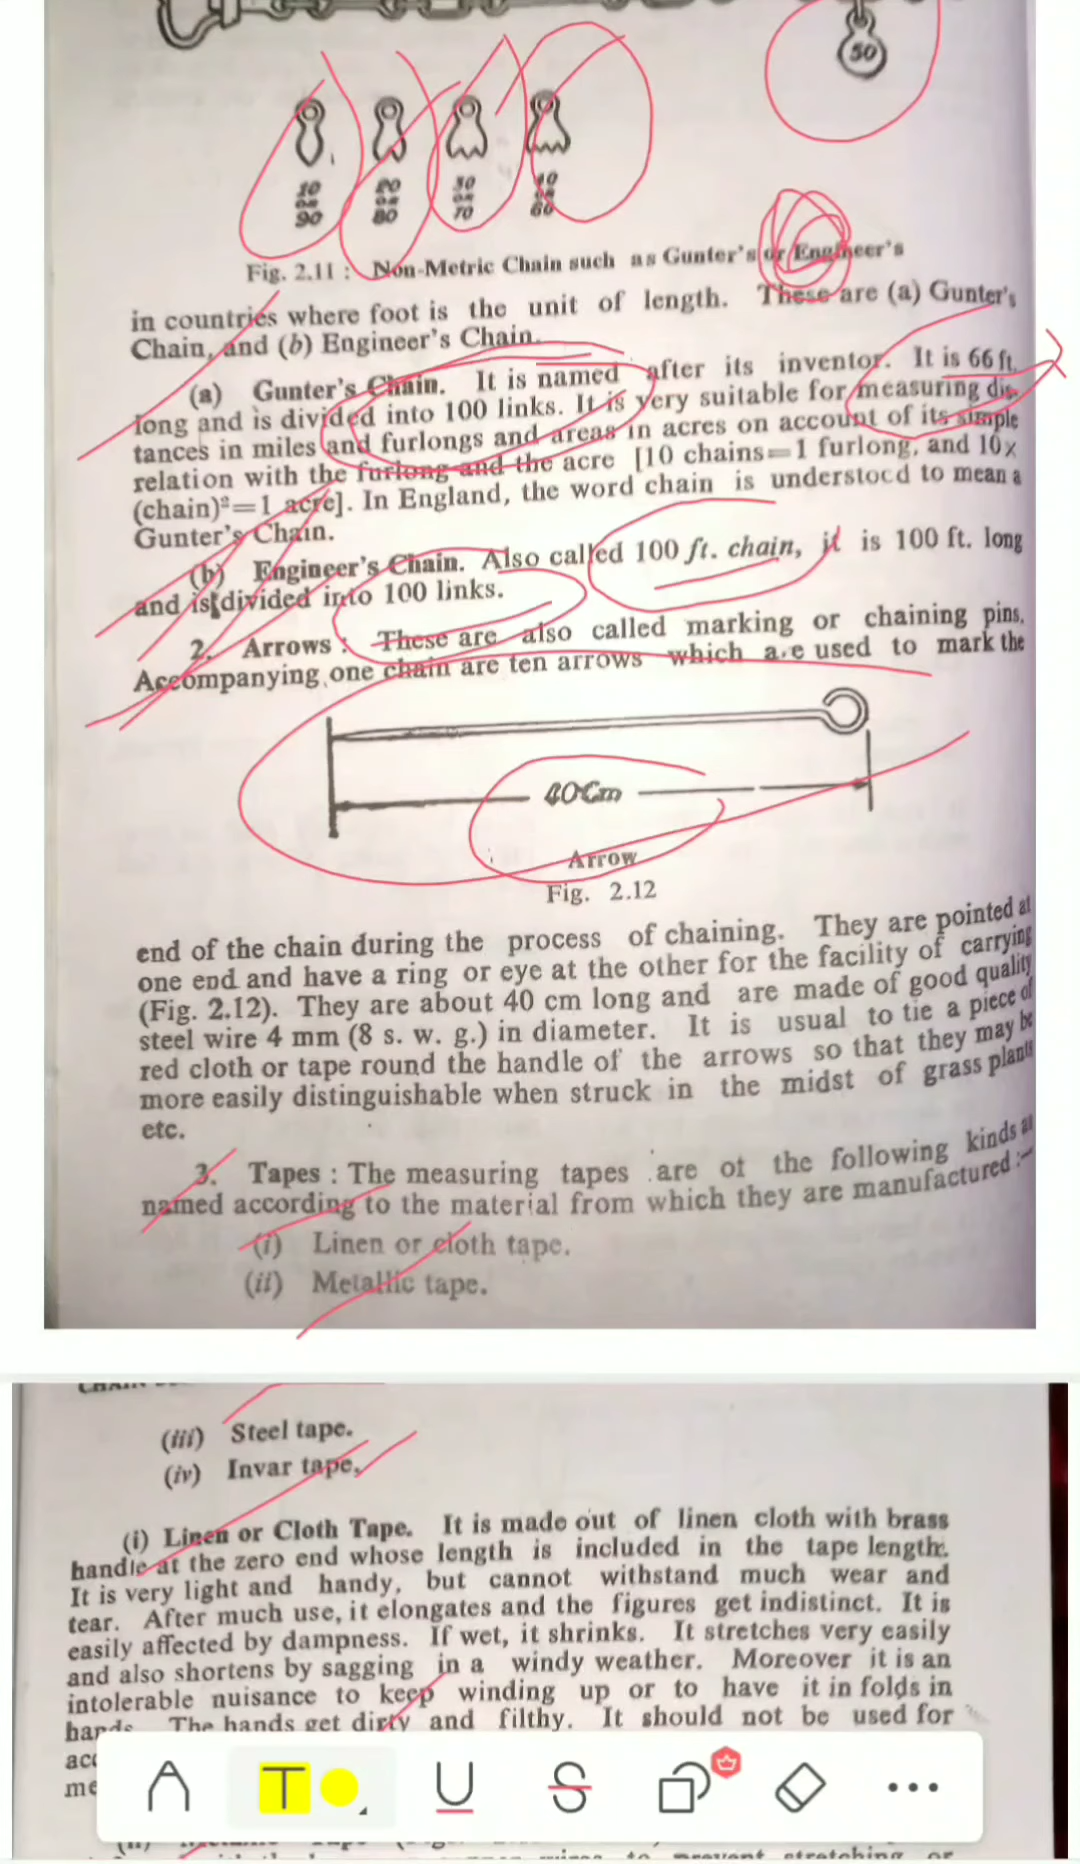 50
10 20 30 40
OR OR OR OR
90 80 70 60
Fig. 2.11 : Non-Metric Chain such as Gunter's or Engineer's
in countries where foot is the unit of length. These are (a) Gunter's
Chain, and (b) Engineer's Chain.
(a) Gunter's Chain. It is named after its inventor. It is 66 ft.
long and is divided into 100 links. It is very suitable for measuring dis-
tances in miles and furlongs and areas in acres on account of its simple
relation with the furlong and the acre [10 chains=1 furlong, and 10×
(chain)²=1 acre]. In England, the word chain is understood to mean a
Gunter's Chain.
(b) Engineer's Chain. Also called 100 ft. chain, it is 100 ft. long
and is divided into 100 links.
2. Arrows : These are also called marking or chaining pins.
Accompanying one chain are ten arrows which are used to mark the
40Cm
Arrow
Fig. 2.12
end of the chain during the process of chaining. They are pointed at
one end and have a ring or eye at the other for the facility of carrying
(Fig. 2.12). They are about 40 cm long and are made of good quality
steel wire 4 mm (8 s. w. g.) in diameter. It is usual to tie a piece of
red cloth or tape round the handle of the arrows so that they may be
more easily distinguishable when struck in the midst of grass plants
etc.
3. Tapes : The measuring tapes are of the following kinds as
named according to the material from which they are manufactured :—
(i) Linen or cloth tape.
(ii) Metallic tape.
(iii) Steel tape.
(iv) Invar tape.
(i) Linen or Cloth Tape. It is made out of linen cloth with brass
handle at the zero end whose length is included in the tape length.
It is very light and handy, but cannot withstand much wear and
tear. After much use, it elongates and the figures get indistinct. It is
easily affected by dampness. If wet, it shrinks. It stretches very easily
and also shortens by sagging in a windy weather. Moreover it is an
intolerable nuisance to keep winding up or to have it in folds in
hands. The hands get dirty and filthy. It should not be used for
to prevent stretching or